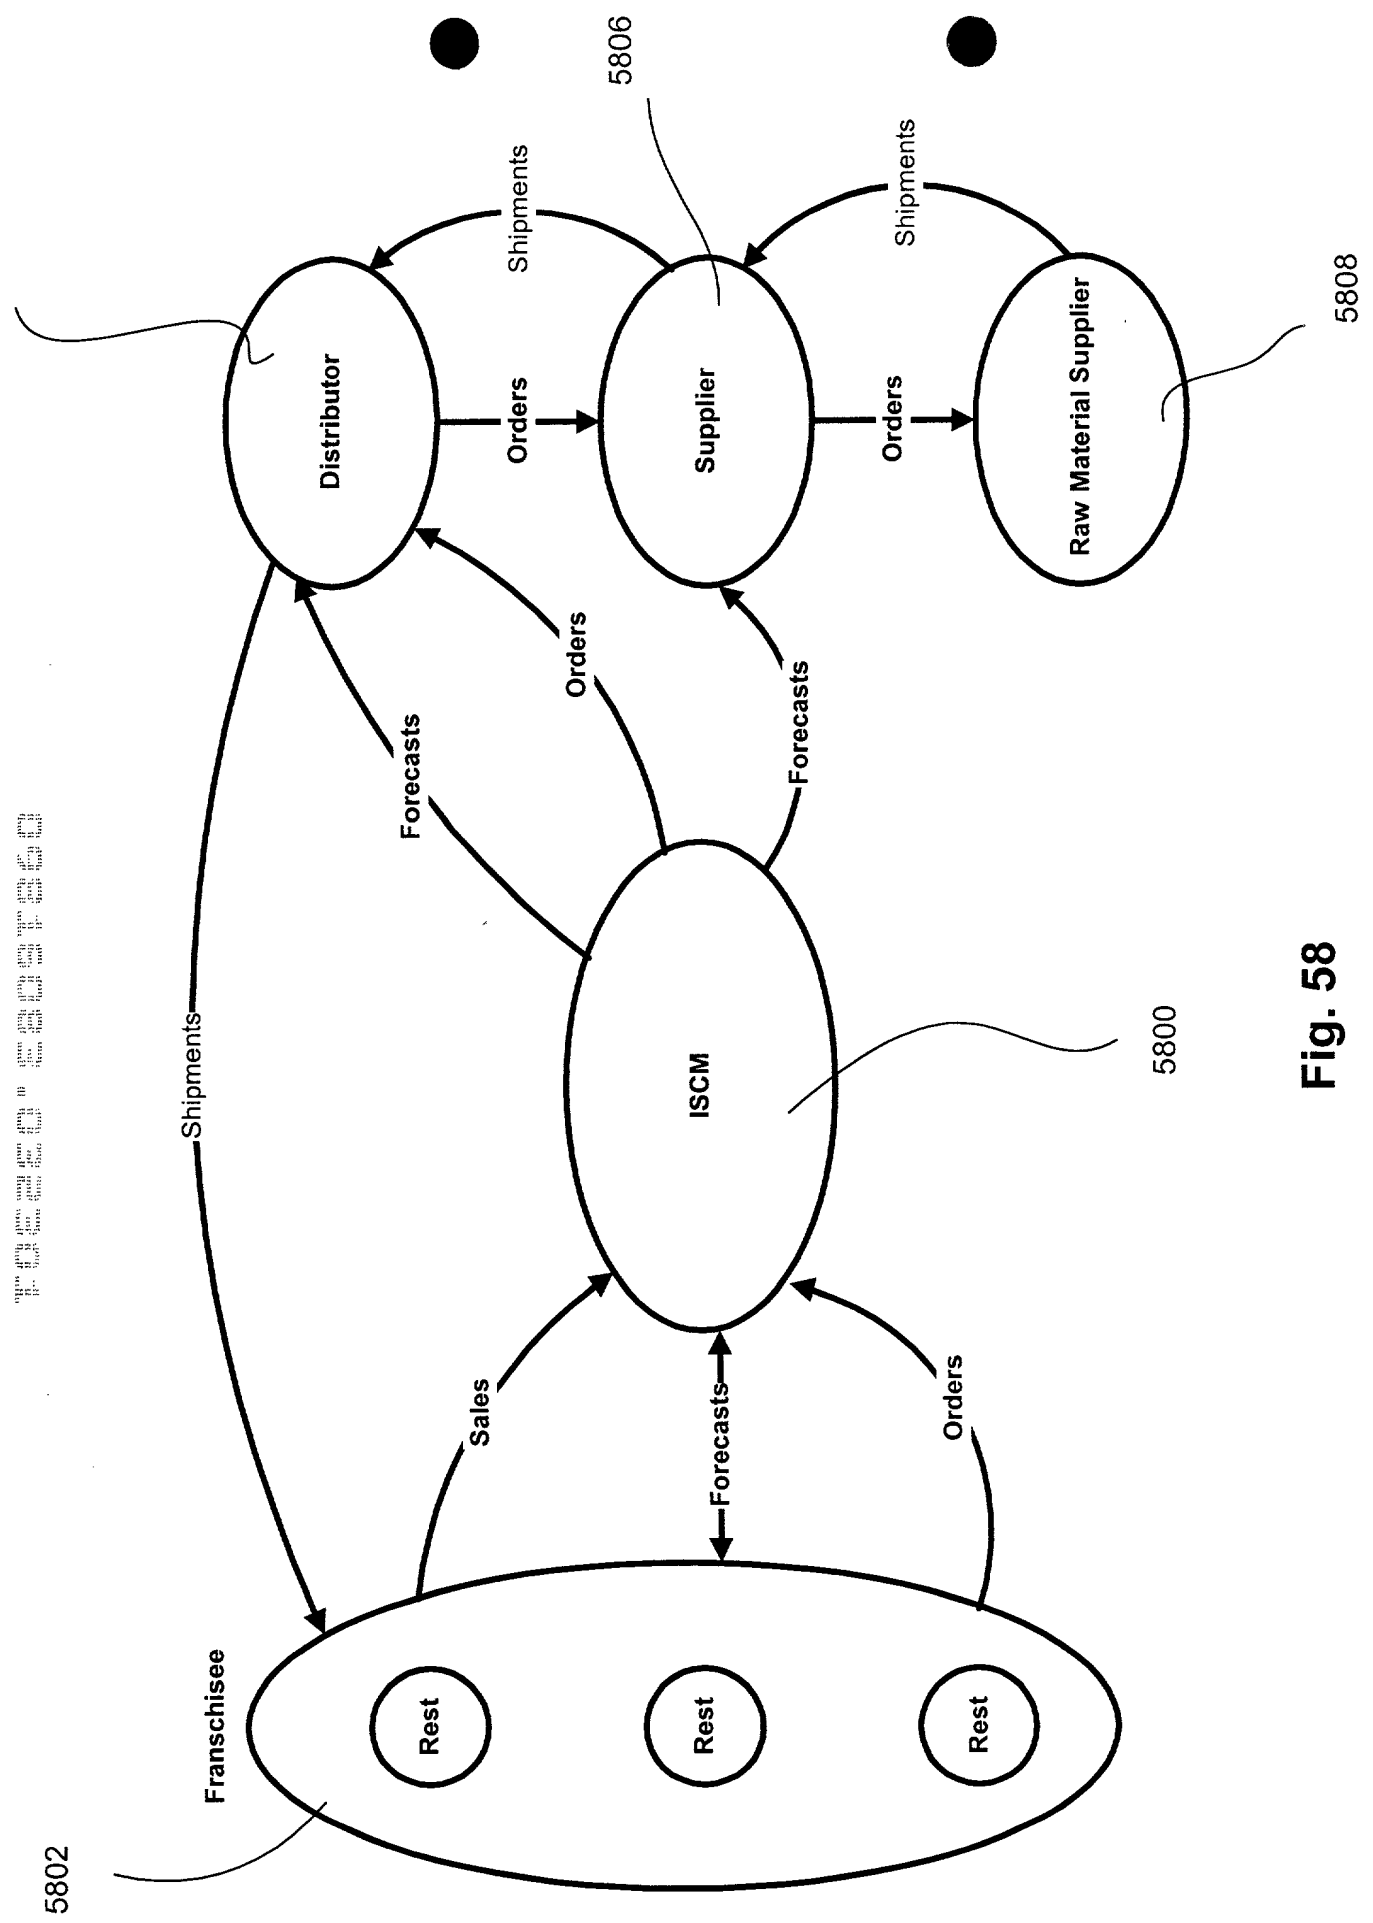 5802
Franschisee
Rest
Rest
Rest
Shipments
Sales
Forecasts
Orders
ISCM
5800
Forecasts
Orders
Forecasts
Distributor
Orders
Shipments
Supplier
5806
Orders
Shipments
Raw Material Supplier
5808
Fig. 58